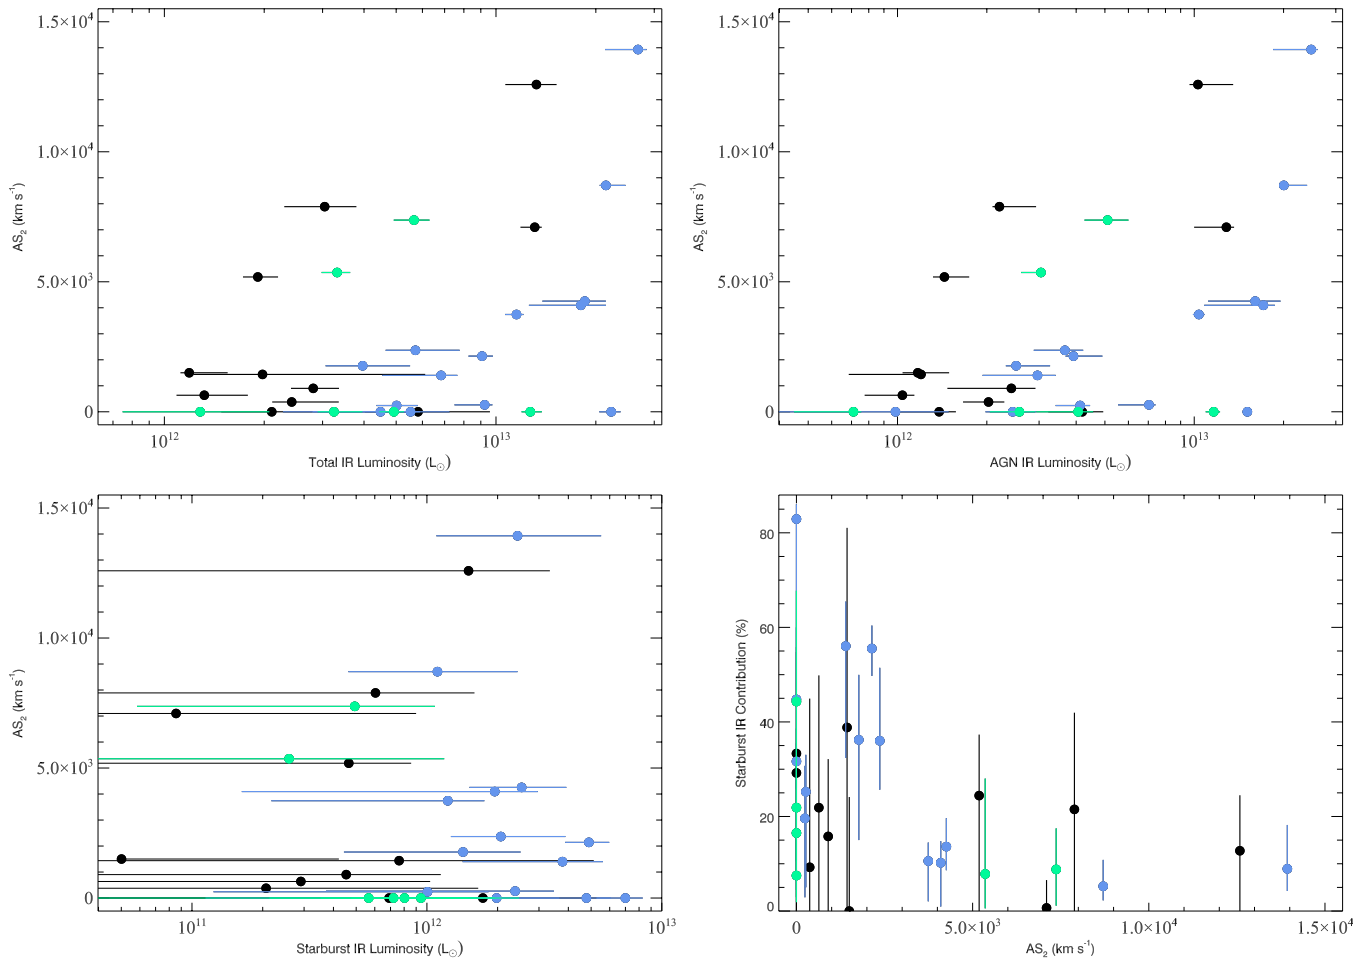 1.5×10⁴
1.0×10⁴
5.0×10³
0
AS₂ (km s⁻¹)
10¹² 10¹³
Total IR Luminosity (L☉)
1.5×10⁴
1.0×10⁴
5.0×10³
0
AS₂ (km s⁻¹)
10¹² 10¹³
AGN IR Luminosity (L☉)
1.5×10⁴
1.0×10⁴
5.0×10³
0
AS₂ (km s⁻¹)
10¹¹ 10¹² 10¹³
Starburst IR Luminosity (L☉)
80
60
40
20
0
Starburst IR Contribution (%)
0 5.0×10³ 1.0×10⁴ 1.5×10⁴
AS₂ (km s⁻¹)